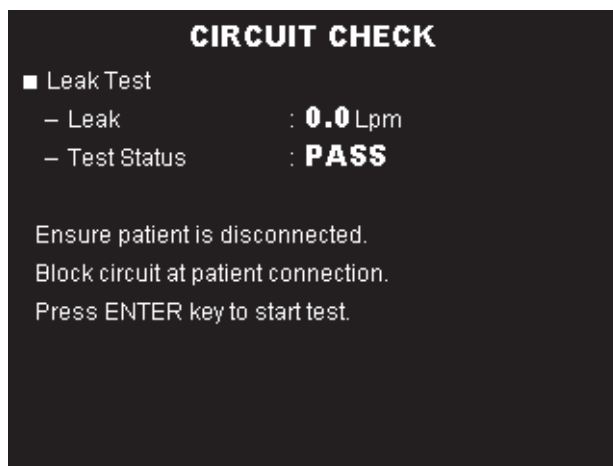 CIRCUIT CHECK
■ Leak Test
– Leak : 0.0 Lpm
– Test Status : PASS
Ensure patient is disconnected.
Block circuit at patient connection.
Press ENTER key to start test.